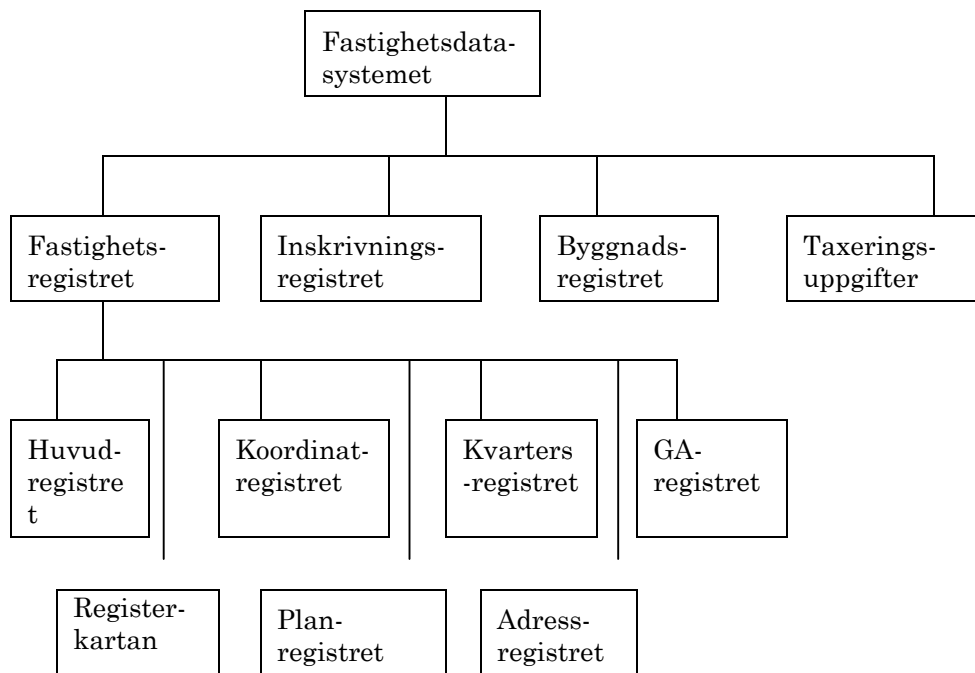 Fastighetsdata-
systemet
Fastighets-
registret
Inskrivnings-
registret
Byggnads-
registret
Taxerings-
uppgifter
Huvud-
registre
t
Koordinat-
registret
Kvarters
-registret
GA-
registret
Register-
kartan
Plan-
registret
Adress-
registret